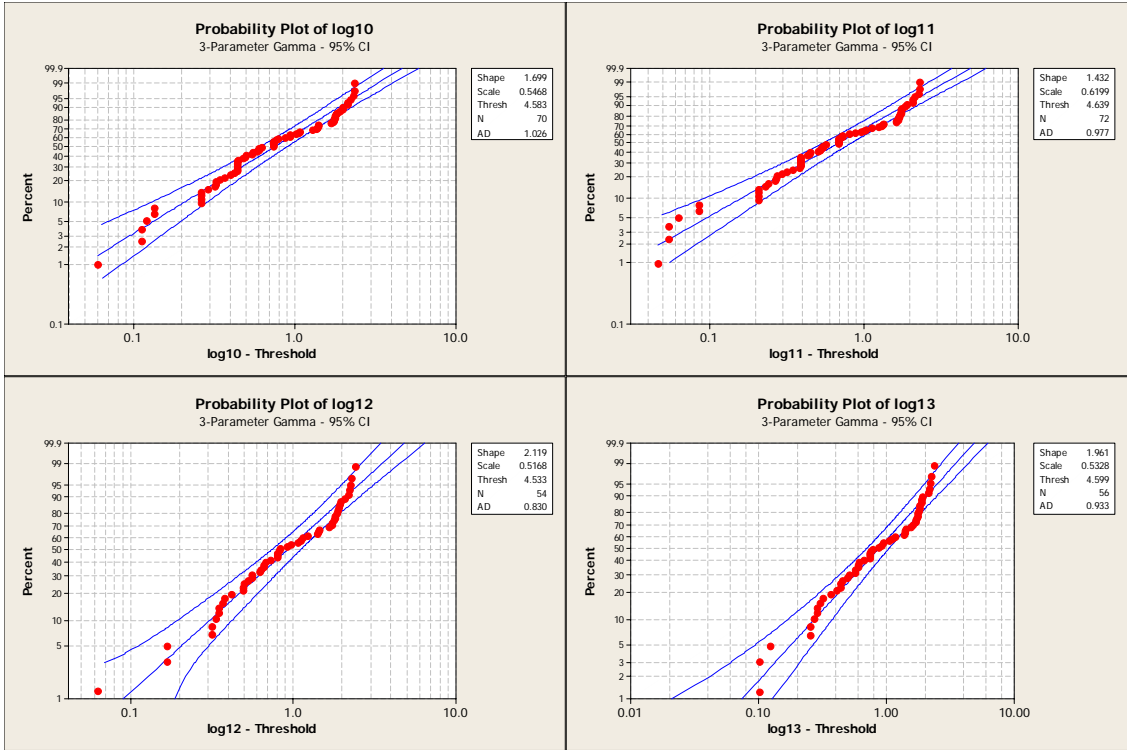 Probability Plot of log10
3-Parameter Gamma - 95% CI
Percent
99.9
99
95
90
80
70
60
50
40
30
20
10
5
3
2
1
0.1
0.1 1.0 10.0
log10 - Threshold
Shape 1.699
Scale 0.5468
Thresh 4.583
N 70
AD 1.026
Probability Plot of log11
3-Parameter Gamma - 95% CI
Percent
99.9
99
95
90
80
70
60
50
40
30
20
10
5
3
2
1
0.1
0.1 1.0 10.0
log11 - Threshold
Shape 1.432
Scale 0.6199
Thresh 4.639
N 72
AD 0.977
Probability Plot of log12
3-Parameter Gamma - 95% CI
Percent
99.9
99
95
90
80
70
60
50
40
30
20
10
5
1
0.1 1.0 10.0
log12 - Threshold
Shape 2.119
Scale 0.5168
Thresh 4.533
N 54
AD 0.830
Probability Plot of log13
3-Parameter Gamma - 95% CI
Percent
99.9
99
95
90
80
70
60
50
40
30
20
10
5
3
2
1
0.01 0.10 1.00 10.00
log13 - Threshold
Shape 1.961
Scale 0.5328
Thresh 4.599
N 56
AD 0.933